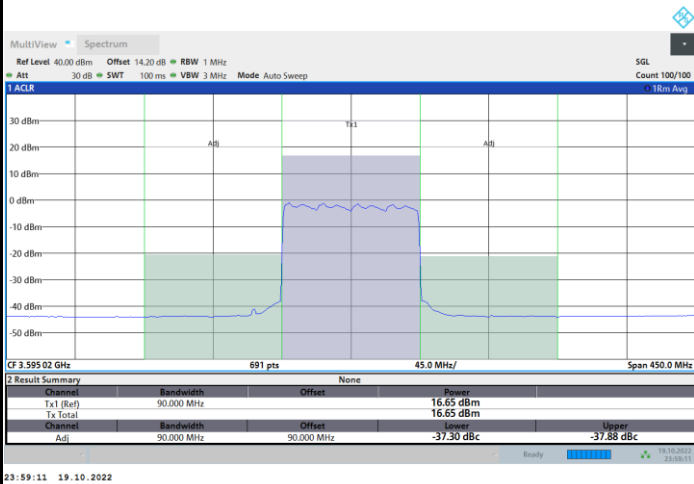 MultiView Spectrum
Ref Level 40.00 dBm Offset 14.20 dB RBW 1 MHz SGL
Att 30 dB SWT 100 ms VBW 3 MHz Mode Auto Sweep Count 100/100
1 ACLR 1Rm Avg
30 dBm
Tx1
20 dBm
Adj Adj
10 dBm
0 dBm
-10 dBm
-20 dBm
-30 dBm
-40 dBm
-50 dBm
CF 3.595 02 GHz 691 pts 45.0 MHz/ Span 450.0 MHz
2 Result Summary None
Channel Bandwidth Offset Power
Tx1 (Ref) 90.000 MHz 16.65 dBm
Tx Total 16.65 dBm
Channel Bandwidth Offset Lower Upper
Adj 90.000 MHz 90.000 MHz -37.30 dBc -37.88 dBc
Ready 19.10.2022
23:59:11
23:59:11 19.10.2022